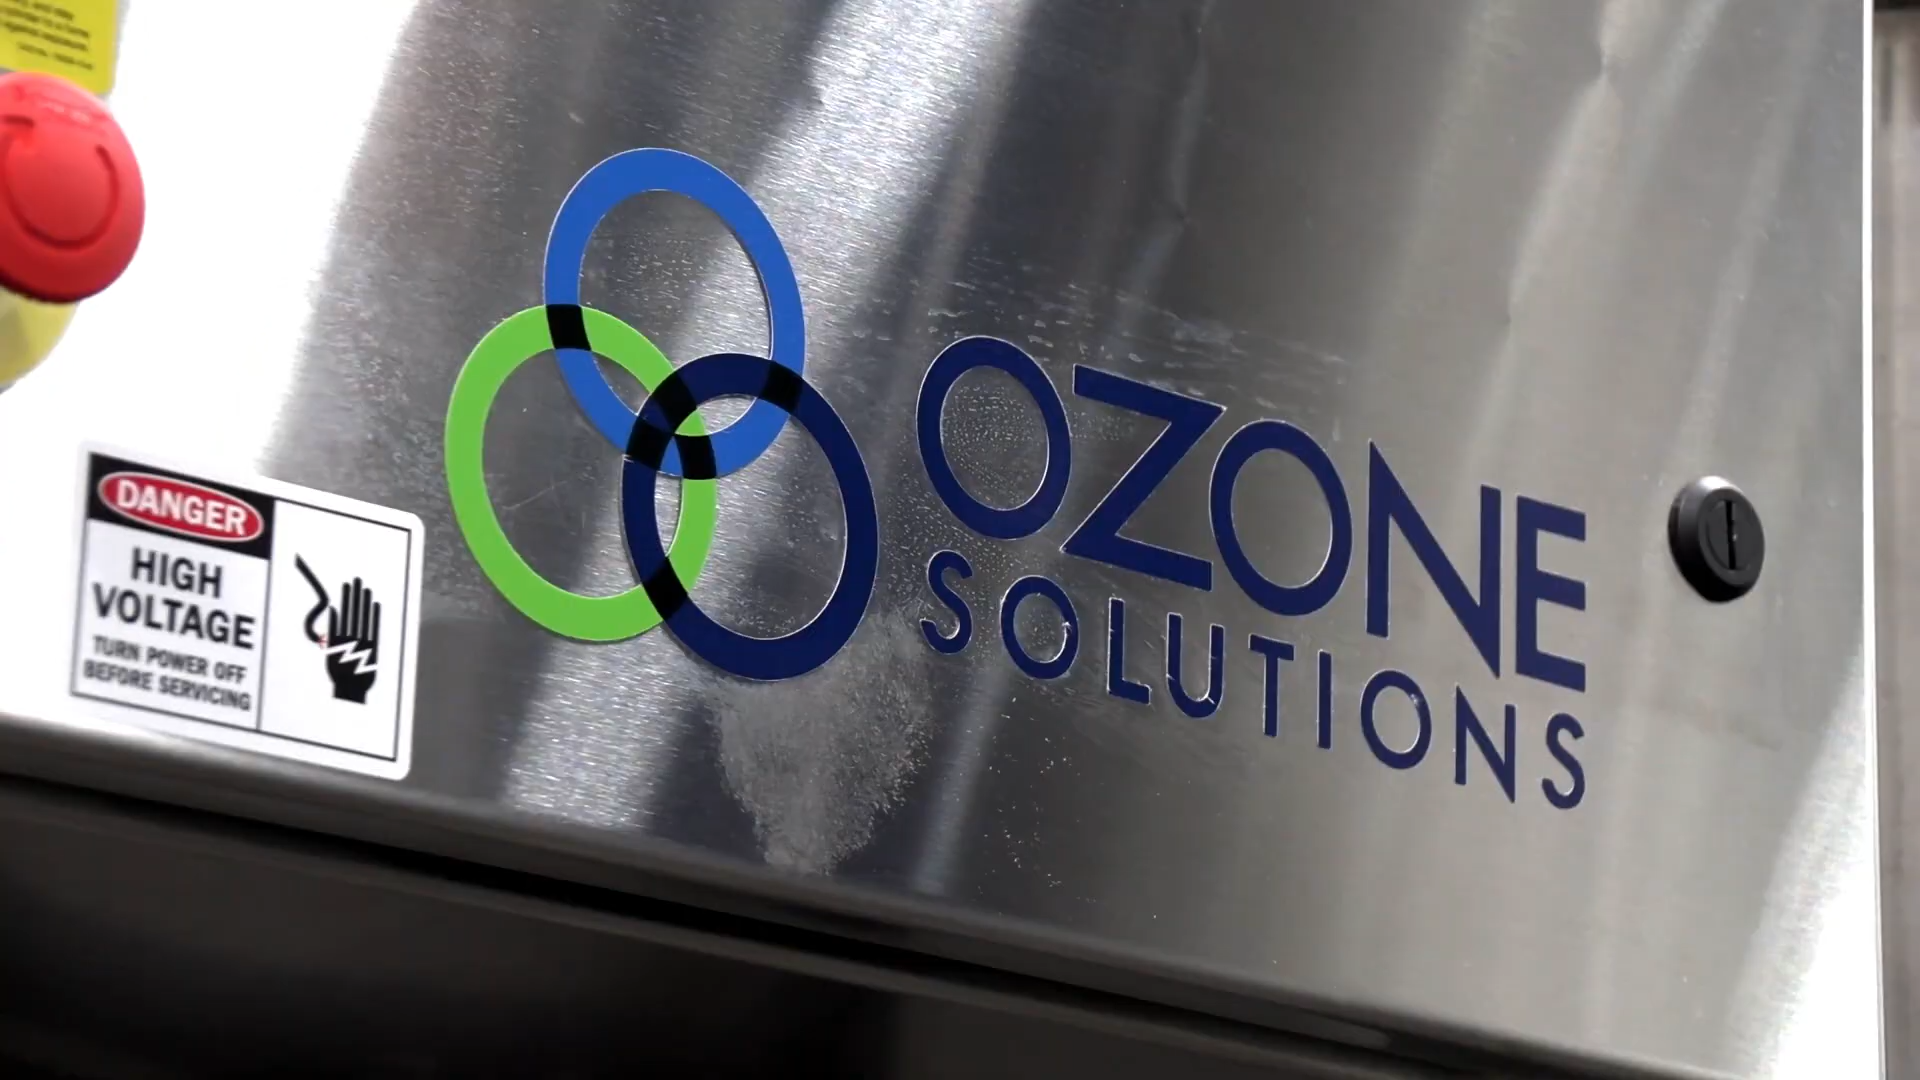 DANGER
HIGH
VOLTAGE
TURN POWER OFF
BEFORE SERVICING
OZONE
SOLUTIONS